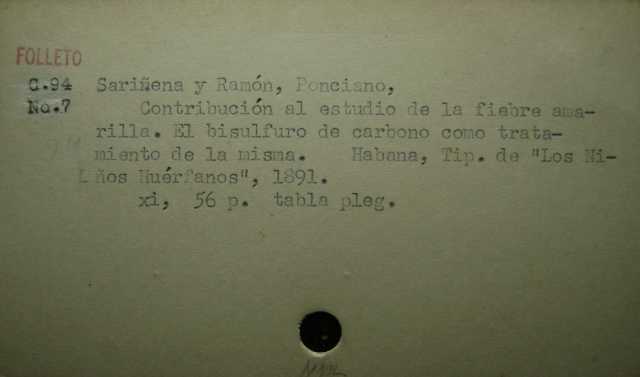 FOLLETO
C.94 Sariñena y Ramón, Ponciano,
No.7 Contribución al estudio de la fiebre ama-
rilla. El bisulfuro de carbono como trata-
miento de la misma. Habana, Tip. de "Los Ni-
ños Huérfanos", 1891.
xi, 56 p. tabla pleg.